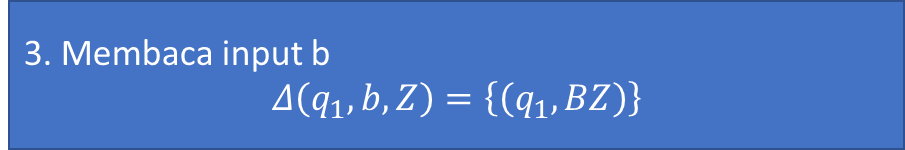 3. Membaca input b
𝛥(𝑞₁, 𝑏, 𝑍) = {(𝑞₁, 𝐵𝑍)}